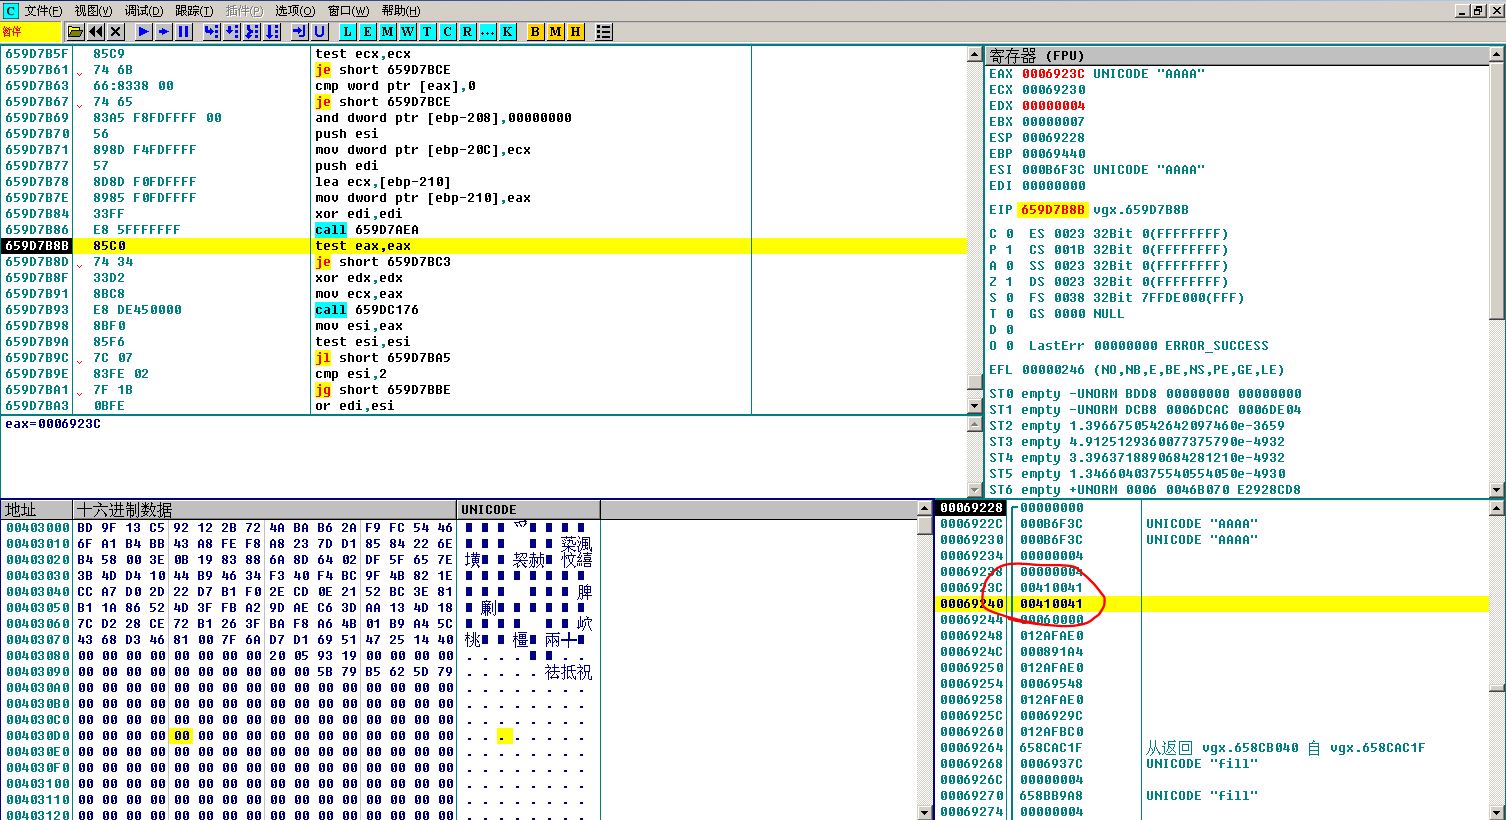 C 文件(F) 视图(V) 调试(D) 跟踪(T) 插件(P) 选项(O) 窗口(W) 帮助(H)
暂停 L E M W T C R ... K B M H
659D7B5F 85C9 test ecx,ecx
659D7B61 74 6B je short 659D7BCE
659D7B63 66:8338 00 cmp word ptr [eax],0
659D7B67 74 65 je short 659D7BCE
659D7B69 83A5 F8FDFFFF 00 and dword ptr [ebp-208],00000000
659D7B70 56 push esi
659D7B71 898D F4FDFFFF mov dword ptr [ebp-20C],ecx
659D7B77 57 push edi
659D7B78 8D8D F0FDFFFF lea ecx,[ebp-210]
659D7B7E 8985 F0FDFFFF mov dword ptr [ebp-210],eax
659D7B84 33FF xor edi,edi
659D7B86 E8 5FFFFFFF call 659D7AEA
659D7B8B 85C0 test eax,eax
659D7B8D 74 34 je short 659D7BC3
659D7B8F 33D2 xor edx,edx
659D7B91 8BC8 mov ecx,eax
659D7B93 E8 DE450000 call 659DC176
659D7B98 8BF0 mov esi,eax
659D7B9A 85F6 test esi,esi
659D7B9C 7C 07 jl short 659D7BA5
659D7B9E 83FE 02 cmp esi,2
659D7BA1 7F 1B jg short 659D7BBE
659D7BA3 0BFE or edi,esi
eax=0006923C
寄存器 (FPU)
EAX 0006923C UNICODE "AAAA"
ECX 00069230
EDX 00000004
EBX 00000007
ESP 00069228
EBP 00069440
ESI 000B6F3C UNICODE "AAAA"
EDI 00000000
EIP 659D7B8B vgx.659D7B8B
C 0 ES 0023 32Bit 0(FFFFFFFF)
P 1 CS 001B 32Bit 0(FFFFFFFF)
A 0 SS 0023 32Bit 0(FFFFFFFF)
Z 1 DS 0023 32Bit 0(FFFFFFFF)
S 0 FS 0038 32Bit 7FFDE000(FFF)
T 0 GS 0000 NULL
D 0
O 0 LastErr 00000000 ERROR_SUCCESS
EFL 00000246 (NO,NB,E,BE,NS,PE,GE,LE)
ST0 empty -UNORM BDD8 00000000 00000000
ST1 empty -UNORM DCB8 0006DCAC 0006DE04
ST2 empty 1.3966750542642097460e-3659
ST3 empty 4.9125129360077375790e-4932
ST4 empty 3.3963718890684281210e-4932
ST5 empty 1.3466040375540554050e-4930
ST6 empty +UNORM 0006 0046B070 E2928CD8
地址 十六进制数据 UNICODE
00403000 BD 9F 13 C5 92 12 2B 72 4A BA B6 2A F9 FC 54 46
00403010 6F A1 B4 BB 43 A8 FE F8 A8 23 7D D1 85 84 22 6E
00403020 B4 58 00 3E 0B 19 83 88 6A 8D 64 02 DF 5F 65 7E
00403030 3B 4D D4 10 44 B9 46 34 F3 40 F4 BC 9F 4B 82 1E
00403040 CC A7 D0 2D 22 D7 B1 F0 2E CD 0E 21 52 BC 3E 81
00403050 B1 1A 86 52 4D 3F FB A2 9D AE C6 3D AA 13 4D 18
00403060 7C D2 28 CE 72 B1 26 3F BA F8 A6 4B 01 B9 A4 5C
00403070 43 68 D3 46 81 00 7F 6A D7 D1 69 51 47 25 14 40
00403080 00 00 00 00 00 00 00 00 20 05 93 19 00 00 00 00
00403090 00 00 00 00 00 00 00 00 00 00 5B 79 B5 62 5D 79 祛抵祝
004030A0 00 00 00 00 00 00 00 00 00 00 00 00 00 00 00 00
004030B0 00 00 00 00 00 00 00 00 00 00 00 00 00 00 00 00
004030C0 00 00 00 00 00 00 00 00 00 00 00 00 00 00 00 00
004030D0 00 00 00 00 00 00 00 00 00 00 00 00 00 00 00 00
004030E0 00 00 00 00 00 00 00 00 00 00 00 00 00 00 00 00
004030F0 00 00 00 00 00 00 00 00 00 00 00 00 00 00 00 00
00403100 00 00 00 00 00 00 00 00 00 00 00 00 00 00 00 00
00403110 00 00 00 00 00 00 00 00 00 00 00 00 00 00 00 00
00403120 00 00 00 00 00 00 00 00 00 00 00 00 00 00 00 00
00069228 00000000
0006922C 000B6F3C UNICODE "AAAA"
00069230 000B6F3C UNICODE "AAAA"
00069234 00000004
00069238 00000004
0006923C 00410041
00069240 00410041
00069244 00060000
00069248 012AFAE0
0006924C 000891A4
00069250 012AFAE0
00069254 00069548
00069258 012AFAE0
0006925C 0006929C
00069260 012AFBC0
00069264 658CAC1F 从返回 vgx.658CB040 自 vgx.658CAC1F
00069268 0006937C UNICODE "fill"
0006926C 00000004
00069270 658BB9A8 UNICODE "fill"
00069274 00000004